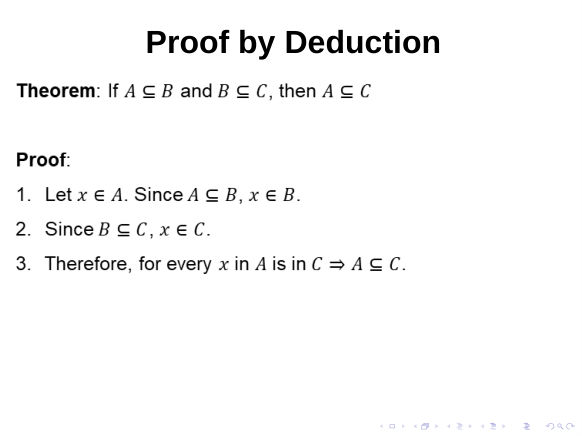 Proof by Deduction
Theorem: If A ⊆ B and B ⊆ C, then A ⊆ C
Proof:
1. Let x ∈ A. Since A ⊆ B, x ∈ B.
2. Since B ⊆ C, x ∈ C.
3. Therefore, for every x in A is in C ⇒ A ⊆ C.